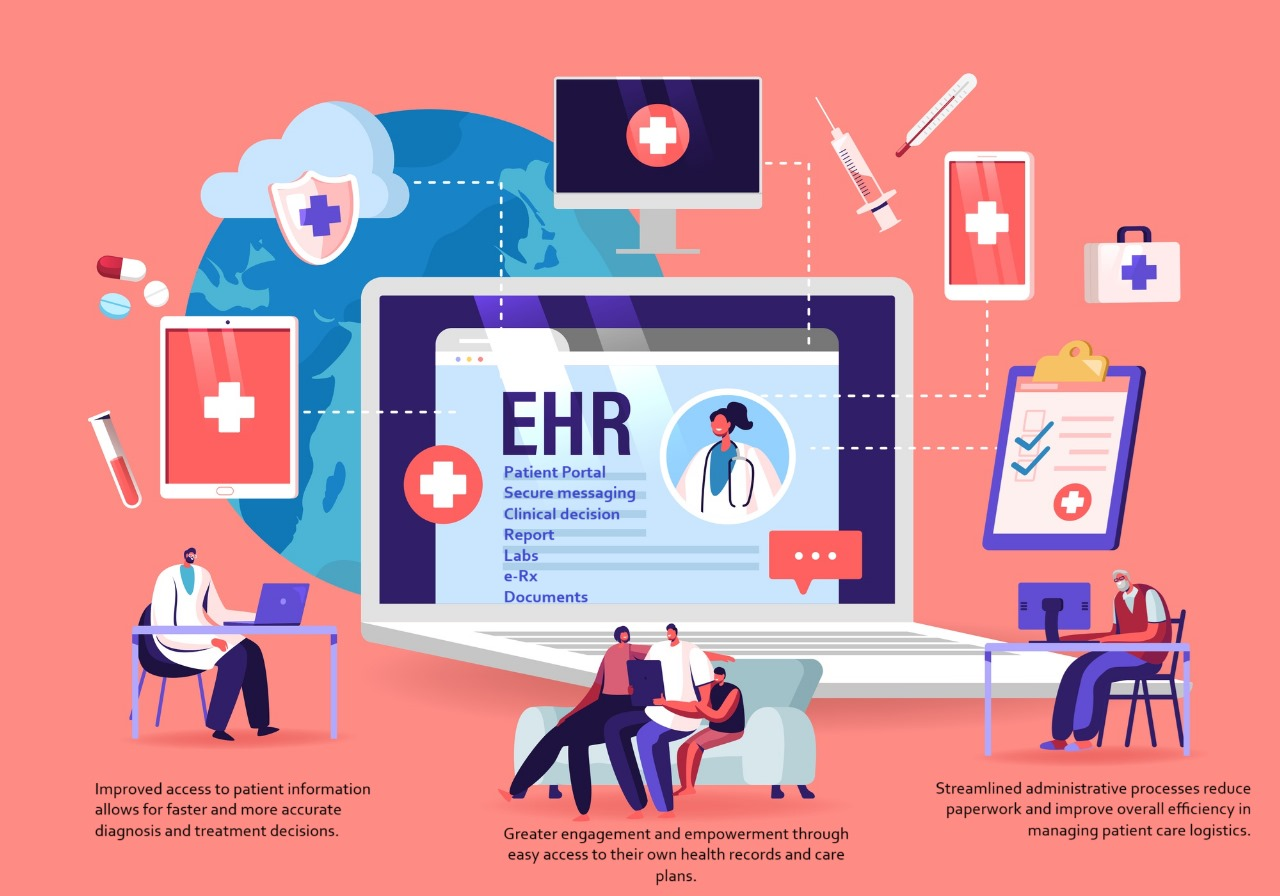 EHR
Patient Portal
Secure messaging
Clinical decision
Report
Labs
e-Rx
Documents
Improved access to patient information
allows for faster and more accurate
diagnosis and treatment decisions.
Greater engagement and empowerment through
easy access to their own health records and care
plans.
Streamlined administrative processes reduce
paperwork and improve overall efficiency in
managing patient care logistics.